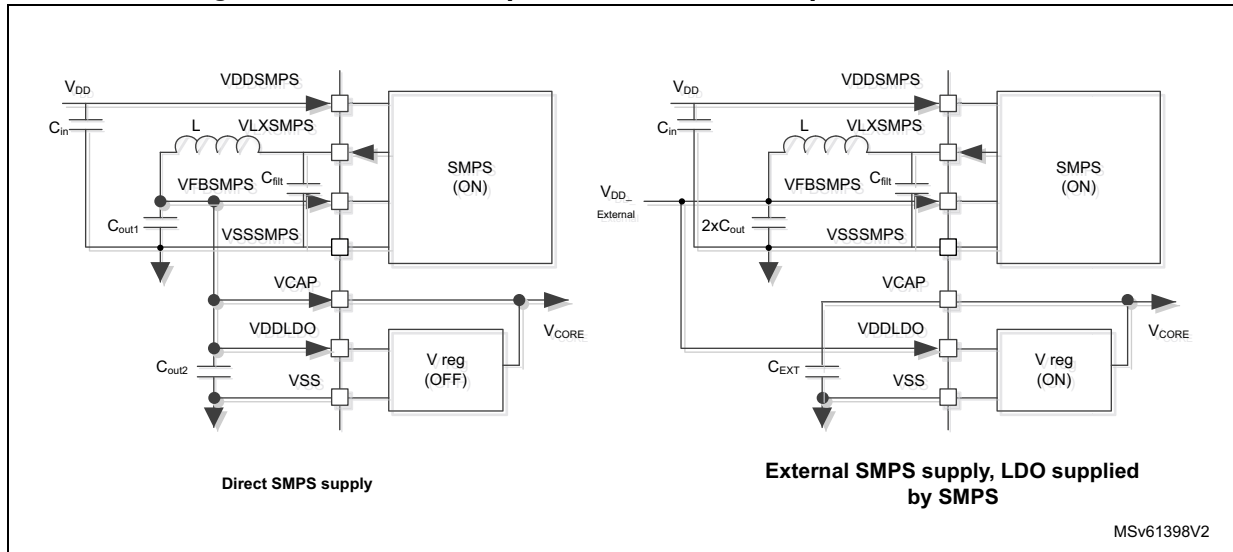 VDDSMPS
VDD
Cin
L
VLXSMPS
SMPS
(ON)
Cfilt
VFBSMPS
Cout1
VSSSMPS
VCAP
VCORE
VDDLDO
V reg
(OFF)
Cout2
VSS
Direct SMPS supply
VDDSMPS
VDD
Cin
L
VLXSMPS
SMPS
(ON)
Cfilt
VFBSMPS
VDD_
External
2xCout
VSSSMPS
VCAP
VCORE
VDDLDO
V reg
(ON)
CEXT
VSS
External SMPS supply, LDO supplied
by SMPS
MSv61398V2